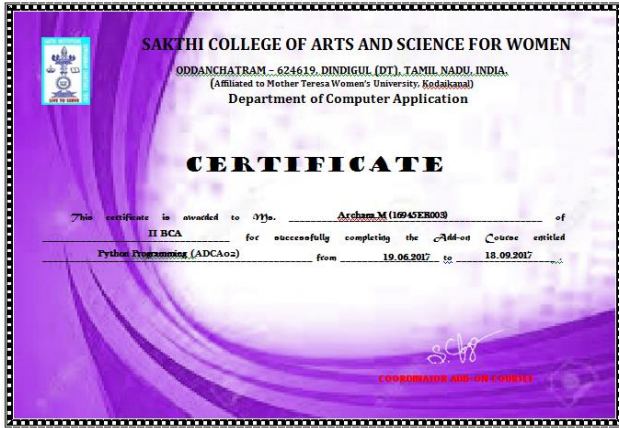 SAKTHI COLLEGE OF ARTS AND SCIENCE FOR WOMEN
ODDANCHATRAM – 624619, DINDIGUL (DT), TAMIL NADU, INDIA.
(Affiliated to Mother Teresa Women's University, Kodaikanal)
Department of Computer Application
LIVE TO SERVE
CERTIFICATE
This certificate is awarded to Ms. Archana M (16945ER003) of
II BCA for successfully completing the Add-on Course entitled
Python Programming (ADCA02) from 19.06.2017 to 18.09.2017 .
COORDINATOR ADD-ON COURSES